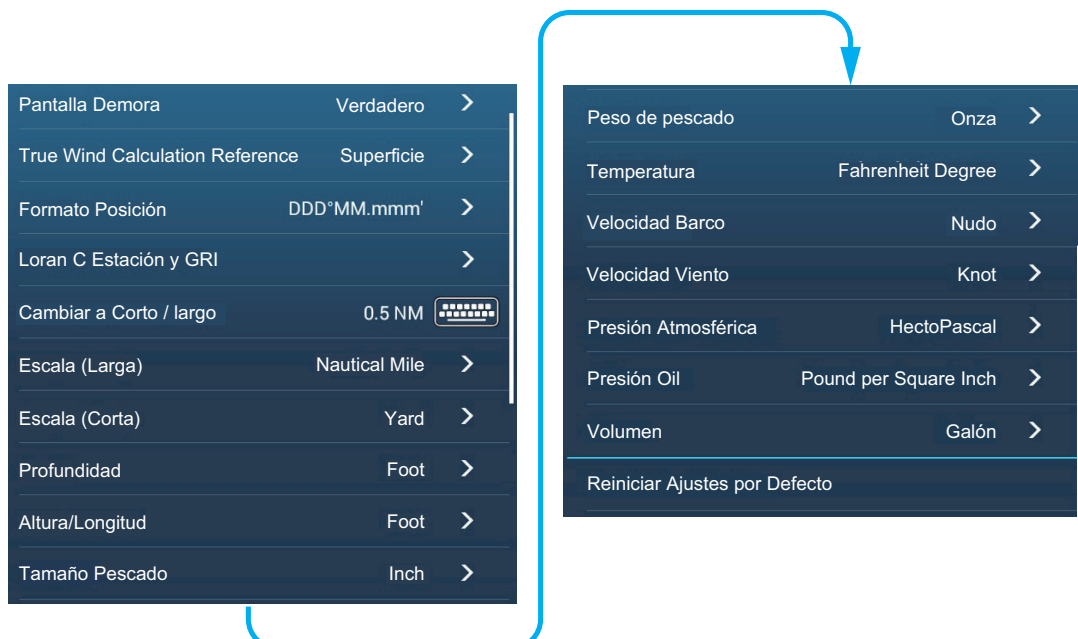 Pantalla Demora Verdadero
True Wind Calculation Reference Superficie
Formato Posición DDD°MM.mmm'
Loran C Estación y GRI
Cambiar a Corto / largo 0.5 NM
Escala (Larga) Nautical Mile
Escala (Corta) Yard
Profundidad Foot
Altura/Longitud Foot
Tamaño Pescado Inch
Peso de pescado Onza
Temperatura Fahrenheit Degree
Velocidad Barco Nudo
Velocidad Viento Knot
Presión Atmosférica HectoPascal
Presión Oil Pound per Square Inch
Volumen Galón
Reiniciar Ajustes por Defecto